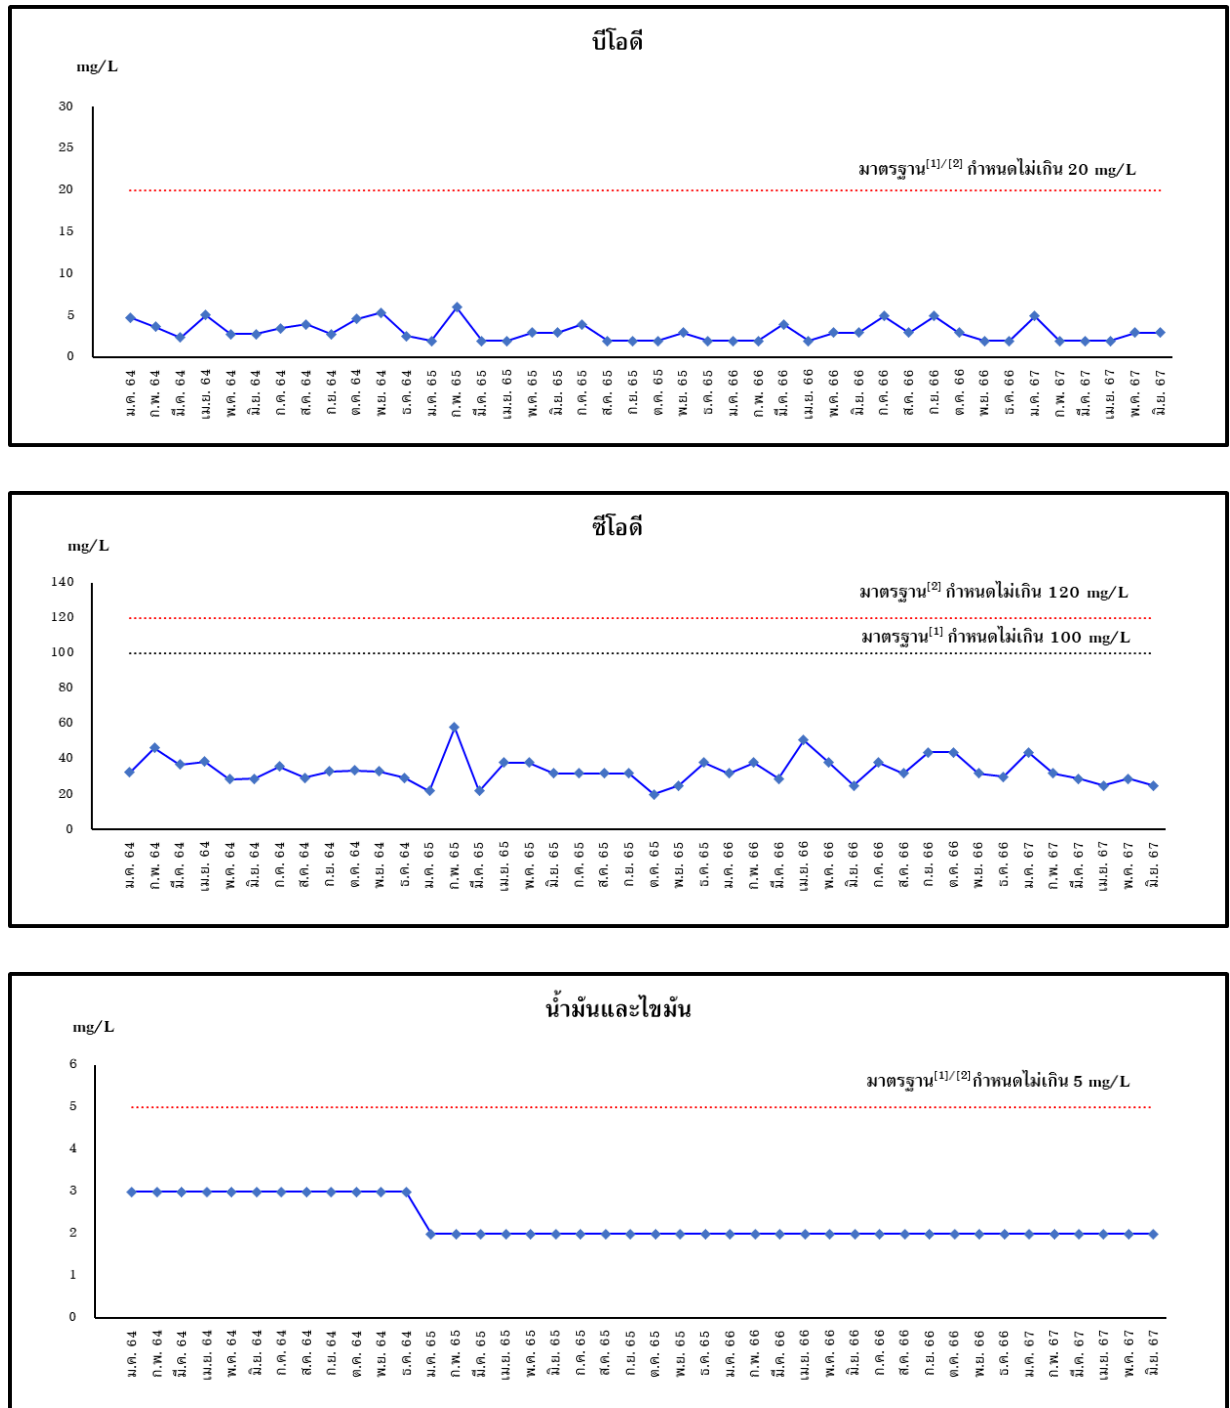 บีโอดี
mg/L
30
25
มาตรฐาน[1]/[2] กำหนดไม่เกิน 20 mg/L
20
15
10
5
0
ม.ค. 64 ก.พ. 64 มี.ค. 64 เม.ย. 64 พ.ค. 64 มิ.ย. 64 ก.ค. 64 ส.ค. 64 ก.ย. 64 ต.ค. 64 พ.ย. 64 ธ.ค. 64 ม.ค. 65 ก.พ. 65 มี.ค. 65 เม.ย. 65 พ.ค. 65 มิ.ย. 65 ก.ค. 65 ส.ค. 65 ก.ย. 65 ต.ค. 65 พ.ย. 65 ธ.ค. 65 ม.ค. 66 ก.พ. 66 มี.ค. 66 เม.ย. 66 พ.ค. 66 มิ.ย. 66 ก.ค. 66 ส.ค. 66 ก.ย. 66 ต.ค. 66 พ.ย. 66 ธ.ค. 66 ม.ค. 67 ก.พ. 67 มี.ค. 67 เม.ย. 67 พ.ค. 67 มิ.ย. 67
ซีโอดี
mg/L
140
มาตรฐาน[2] กำหนดไม่เกิน 120 mg/L
120
มาตรฐาน[1] กำหนดไม่เกิน 100 mg/L
100
80
60
40
20
0
ม.ค. 64 ก.พ. 64 มี.ค. 64 เม.ย. 64 พ.ค. 64 มิ.ย. 64 ก.ค. 64 ส.ค. 64 ก.ย. 64 ต.ค. 64 พ.ย. 64 ธ.ค. 64 ม.ค. 65 ก.พ. 65 มี.ค. 65 เม.ย. 65 พ.ค. 65 มิ.ย. 65 ก.ค. 65 ส.ค. 65 ก.ย. 65 ต.ค. 65 พ.ย. 65 ธ.ค. 65 ม.ค. 66 ก.พ. 66 มี.ค. 66 เม.ย. 66 พ.ค. 66 มิ.ย. 66 ก.ค. 66 ส.ค. 66 ก.ย. 66 ต.ค. 66 พ.ย. 66 ธ.ค. 66 ม.ค. 67 ก.พ. 67 มี.ค. 67 เม.ย. 67 พ.ค. 67 มิ.ย. 67
น้ำมันและไขมัน
mg/L
6
มาตรฐาน[1]/[2]กำหนดไม่เกิน 5 mg/L
5
4
3
2
1
0
ม.ค. 64 ก.พ. 64 มี.ค. 64 เม.ย. 64 พ.ค. 64 มิ.ย. 64 ก.ค. 64 ส.ค. 64 ก.ย. 64 ต.ค. 64 พ.ย. 64 ธ.ค. 64 ม.ค. 65 ก.พ. 65 มี.ค. 65 เม.ย. 65 พ.ค. 65 มิ.ย. 65 ก.ค. 65 ส.ค. 65 ก.ย. 65 ต.ค. 65 พ.ย. 65 ธ.ค. 65 ม.ค. 66 ก.พ. 66 มี.ค. 66 เม.ย. 66 พ.ค. 66 มิ.ย. 66 ก.ค. 66 ส.ค. 66 ก.ย. 66 ต.ค. 66 พ.ย. 66 ธ.ค. 66 ม.ค. 67 ก.พ. 67 มี.ค. 67 เม.ย. 67 พ.ค. 67 มิ.ย. 67